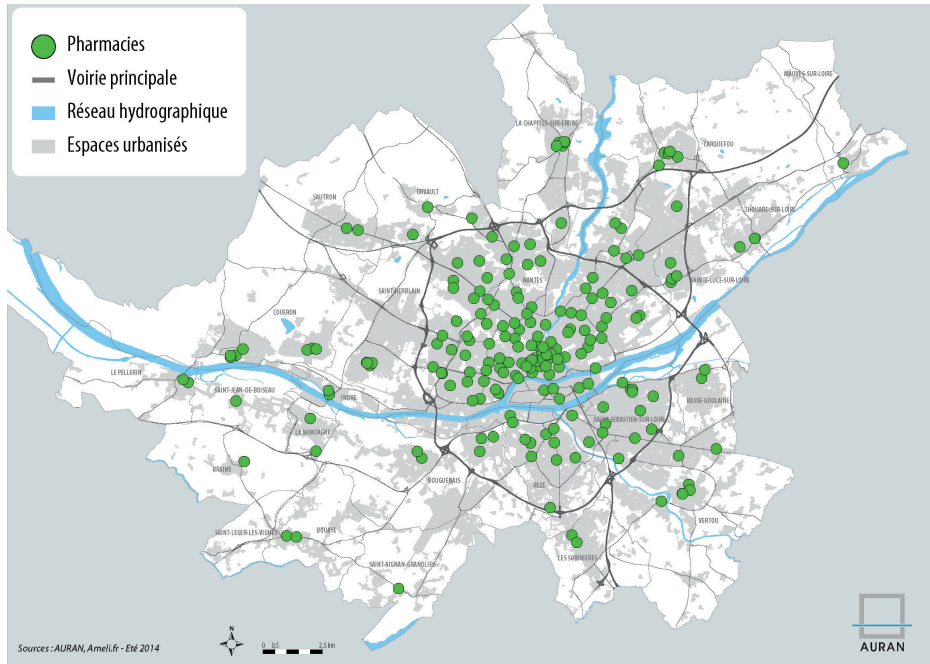 Pharmacies
Voirie principale
Réseau hydrographique
Espaces urbanisés
MAUVES-SUR-LOIRE
LA CHAPELLE-SUR-ERDRE
CARQUEFOU
ORVAULT
SAUTRON
THOUARE-SUR-LOIRE
NANTES
SAINTE-LUCE-SUR-LOIRE
SAINT-HERBLAIN
COUERON
LE PELLERIN
SAINT-JEAN-DE-BOISEAU
INDRE
BASSE-GOULAINE
SAINT-SEBASTIEN-SUR-LOIRE
LA MONTAGNE
BRAINS
BOUGUENAIS
REZE
VERTOU
SAINT-LEGER-LES-VIGNES
BOUAYE
LES SORINIERES
SAINT-AIGNAN-GRANDLIEU
Sources : AURAN, Ameli.fr - Eté 2014
N
0 0,5 2,5 km
AURAN